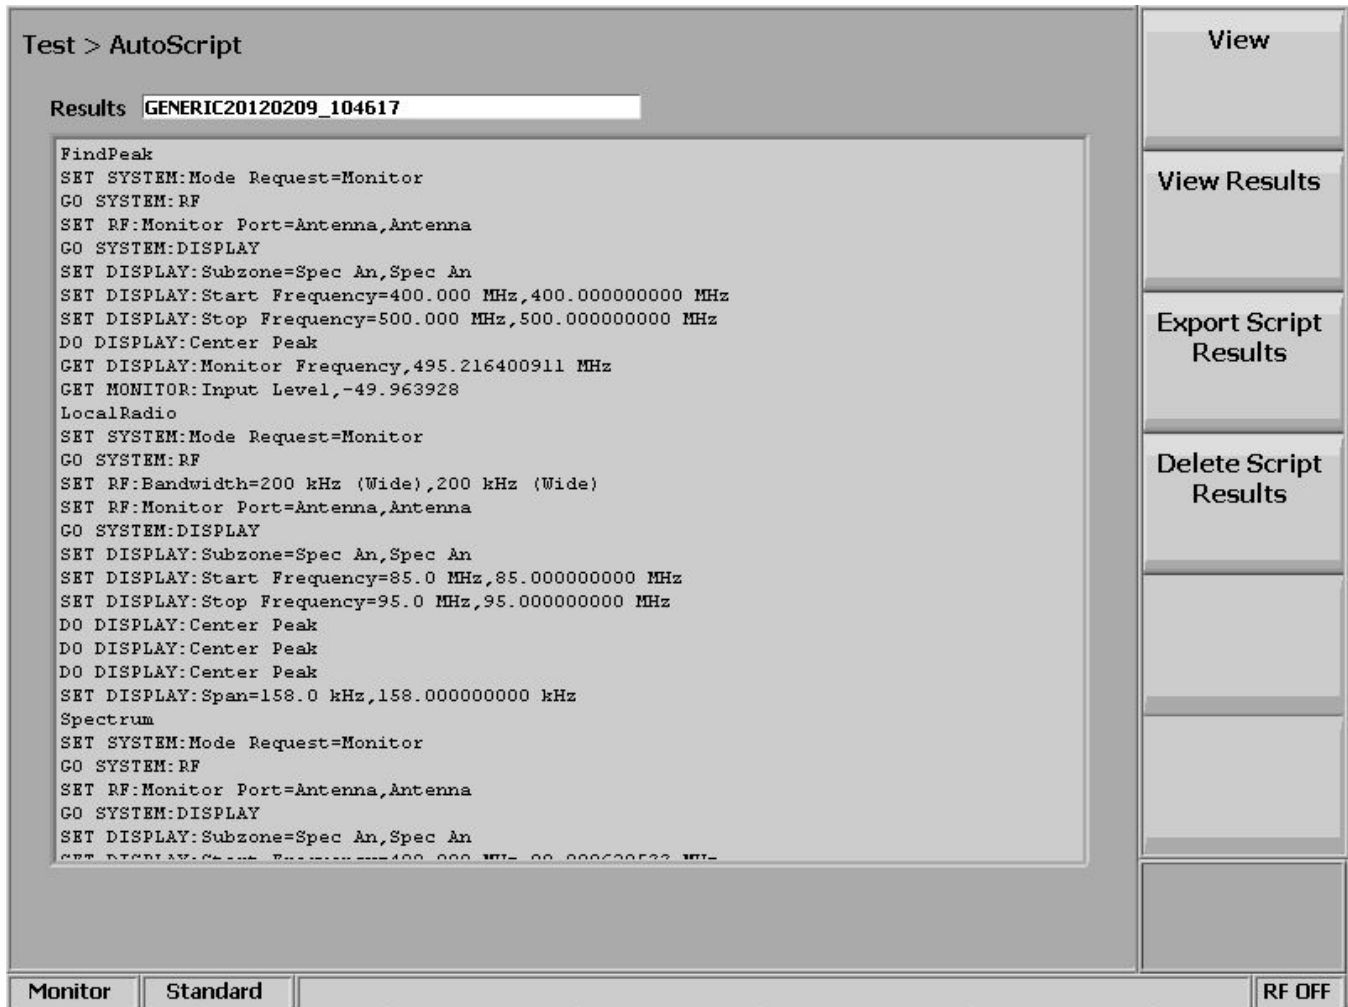 Test > AutoScript
Results GENERIC20120209_104617
FindPeak
SET SYSTEM:Mode Request=Monitor
GO SYSTEM:RF
SET RF:Monitor Port=Antenna,Antenna
GO SYSTEM:DISPLAY
SET DISPLAY:Subzone=Spec An,Spec An
SET DISPLAY:Start Frequency=400.000 MHz,400.000000000 MHz
SET DISPLAY:Stop Frequency=500.000 MHz,500.000000000 MHz
DO DISPLAY:Center Peak
GET DISPLAY:Monitor Frequency,495.216400911 MHz
GET MONITOR:Input Level,-49.963928
LocalRadio
SET SYSTEM:Mode Request=Monitor
GO SYSTEM:RF
SET RF:Bandwidth=200 kHz (Wide),200 kHz (Wide)
SET RF:Monitor Port=Antenna,Antenna
GO SYSTEM:DISPLAY
SET DISPLAY:Subzone=Spec An,Spec An
SET DISPLAY:Start Frequency=85.0 MHz,85.000000000 MHz
SET DISPLAY:Stop Frequency=95.0 MHz,95.000000000 MHz
DO DISPLAY:Center Peak
DO DISPLAY:Center Peak
DO DISPLAY:Center Peak
SET DISPLAY:Span=158.0 kHz,158.000000000 kHz
Spectrum
SET SYSTEM:Mode Request=Monitor
GO SYSTEM:RF
SET RF:Monitor Port=Antenna,Antenna
GO SYSTEM:DISPLAY
SET DISPLAY:Subzone=Spec An,Spec An
View
View Results
Export Script
Results
Delete Script
Results
Monitor
Standard
RF OFF